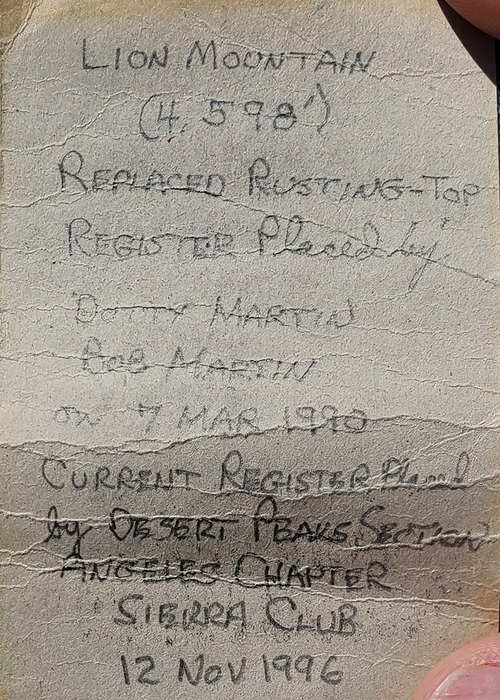 LION MOUNTAIN
(4,598')
REPLACED RUSTING-TOP
REGISTER Placed by
DOTTY MARTIN
BOB MARTIN
on 7 MAR 1990
CURRENT REGISTER Placed
by DESERT PEAKS SECTION
ANGELES CHAPTER
SIERRA CLUB
12 NOV 1996